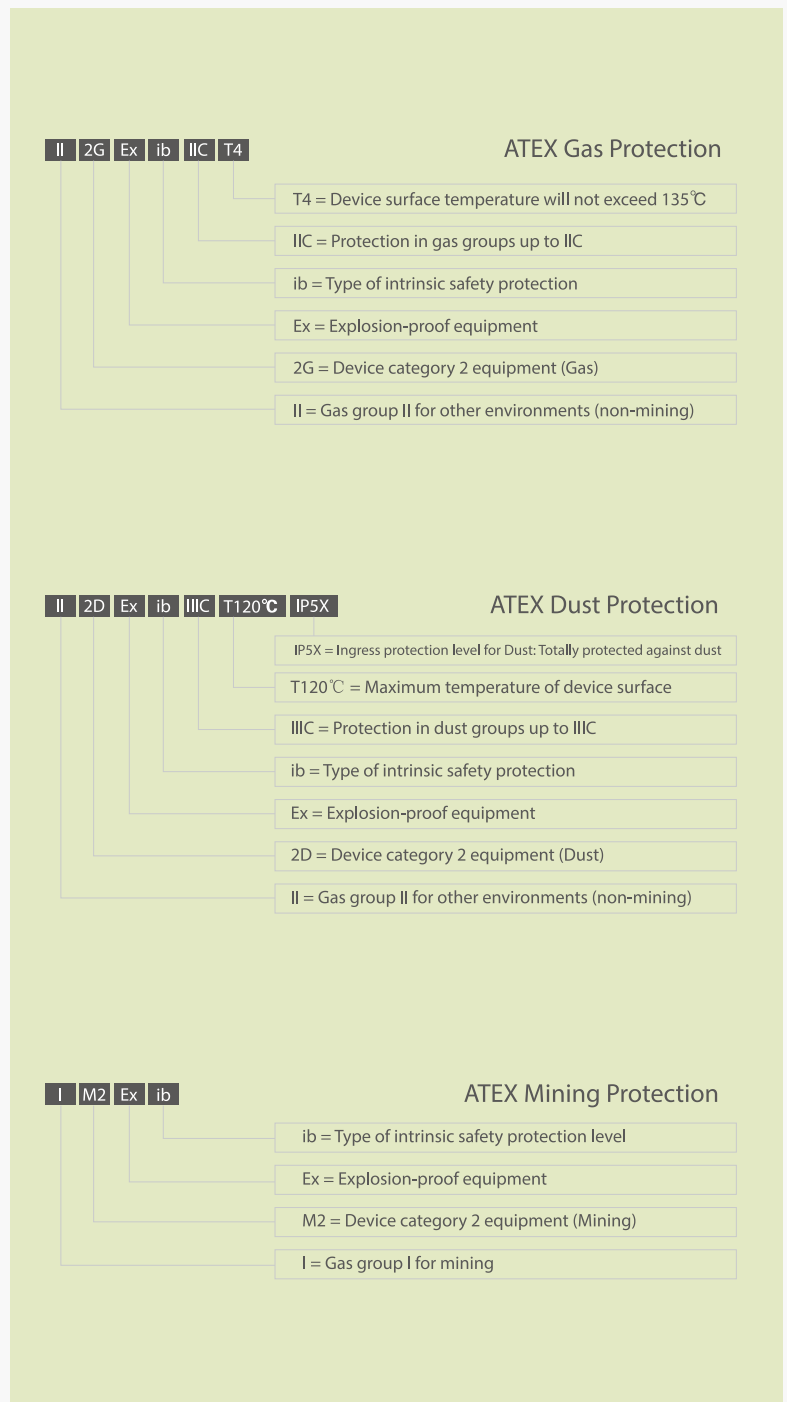 II 2G Ex ib IIC T4 ATEX Gas Protection
T4 = Device surface temperature will not exceed 135℃
IIC = Protection in gas groups up to IIC
ib = Type of intrinsic safety protection
Ex = Explosion-proof equipment
2G = Device category 2 equipment (Gas)
II = Gas group II for other environments (non-mining)
II 2D Ex ib IIIC T120℃ IP5X ATEX Dust Protection
IP5X = Ingress protection level for Dust: Totally protected against dust
T120℃ = Maximum temperature of device surface
IIIC = Protection in dust groups up to IIIC
ib = Type of intrinsic safety protection
Ex = Explosion-proof equipment
2D = Device category 2 equipment (Dust)
II = Gas group II for other environments (non-mining)
I M2 Ex ib ATEX Mining Protection
ib = Type of intrinsic safety protection level
Ex = Explosion-proof equipment
M2 = Device category 2 equipment (Mining)
I = Gas group I for mining